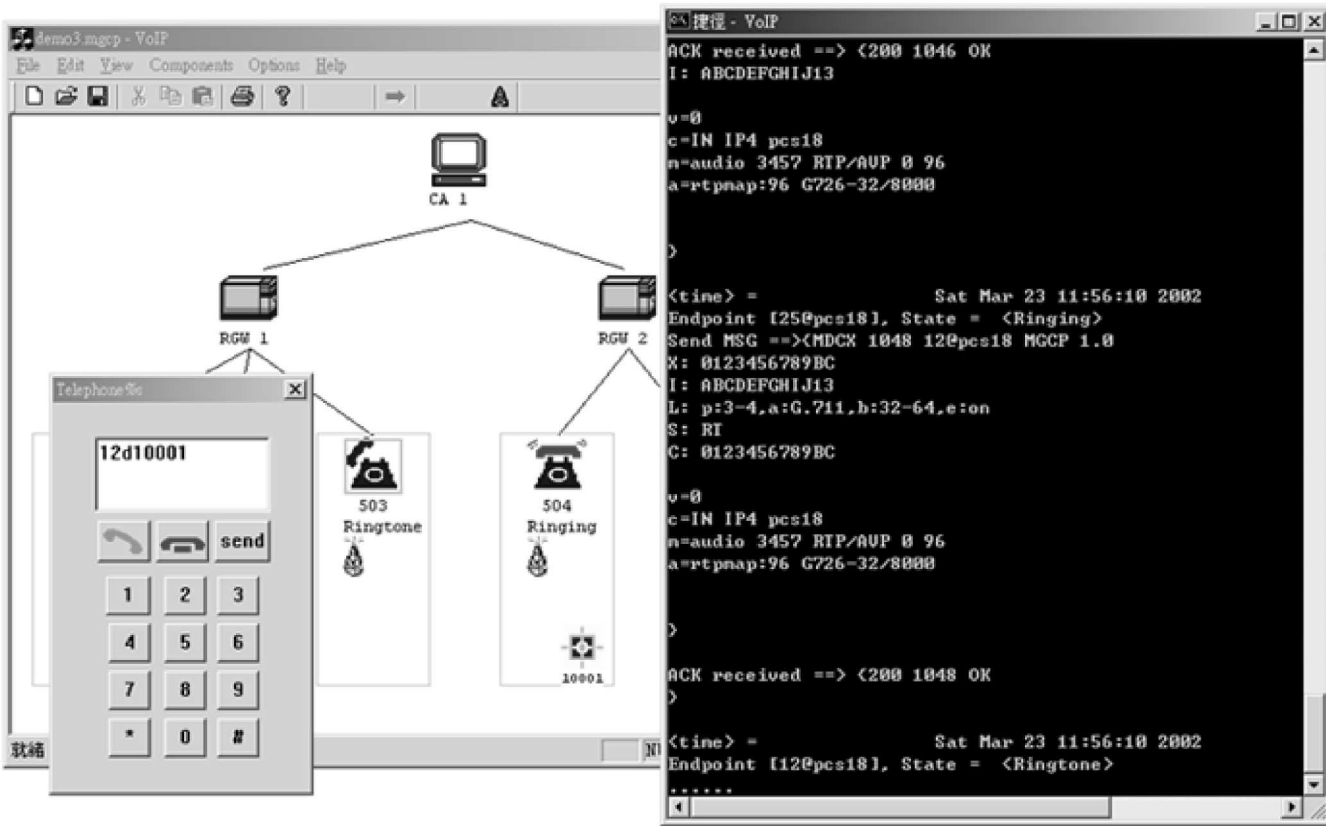 demo3.mgcp - VoIP
File Edit View Components Options Help
CA 1
RGW 1
RGW 2
Telephone%s
12d10001
send
1 2 3
4 5 6
7 8 9
* 0 #
503
Ringtone
504
Ringing
10001
就緒
捷徑 - VoIP
ACK received ==> {200 1046 OK
I: ABCDEFGHIJ13
v=0
c=IN IP4 pcs18
m=audio 3457 RTP/AVP 0 96
a=rtpmap:96 G726-32/8000
}
<time> = Sat Mar 23 11:56:10 2002
Endpoint [25@pcs18], State = <Ringing>
Send MSG ==>{MDCX 1048 12@pcs18 MGCP 1.0
X: 0123456789BC
I: ABCDEFGHIJ13
L: p:3-4,a:G.711,b:32-64,e:on
S: RT
C: 0123456789BC
v=0
c=IN IP4 pcs18
m=audio 3457 RTP/AVP 0 96
a=rtpmap:96 G726-32/8000
}
ACK received ==> {200 1048 OK
}
<time> = Sat Mar 23 11:56:10 2002
Endpoint [12@pcs18], State = <Ringtone>
......